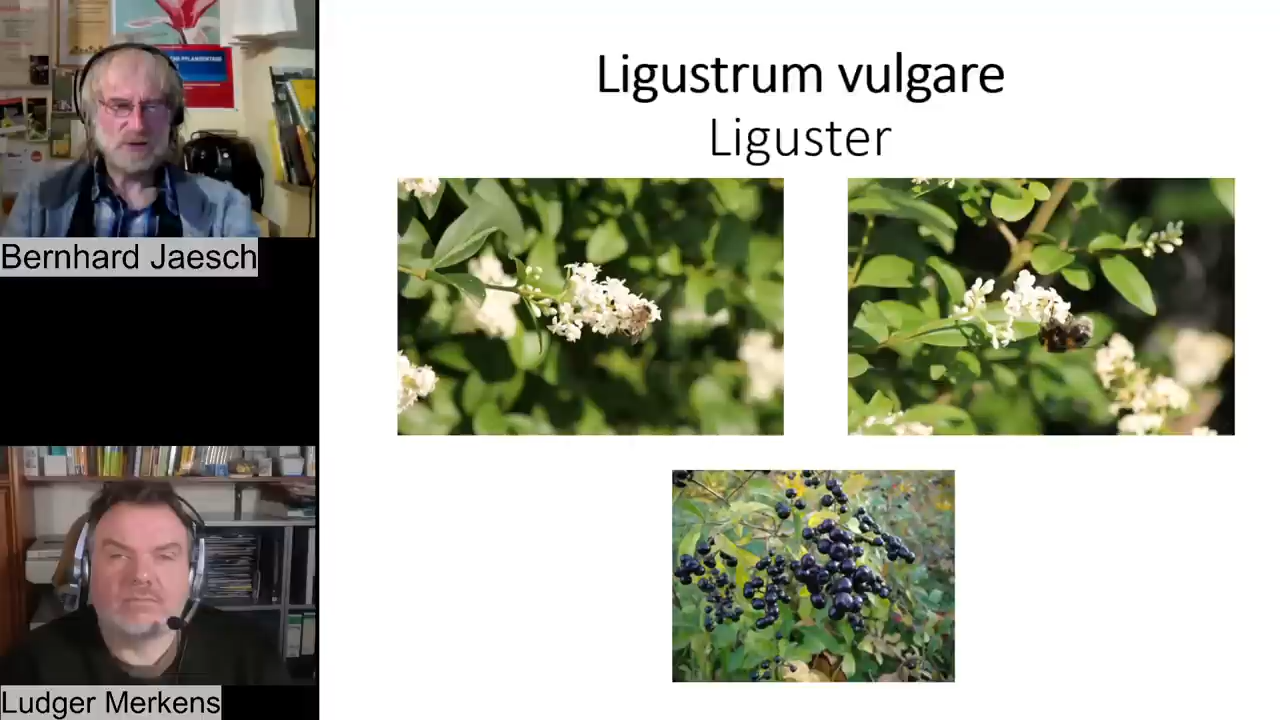 Ligustrum vulgare
Liguster
Bernhard Jaesch
Ludger Merkens